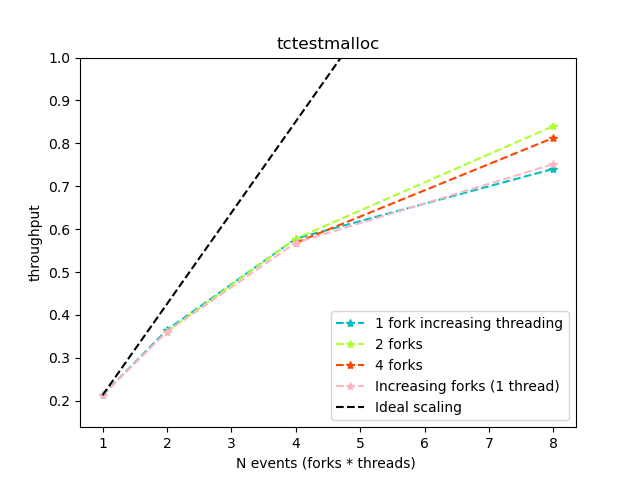 tctestmalloc
1.0
0.9
0.8
0.7
0.6
0.5
0.4
0.3
0.2
throughput
1 fork increasing threading
2 forks
4 forks
Increasing forks (1 thread)
Ideal scaling
1 2 3 4 5 6 7 8
N events (forks * threads)